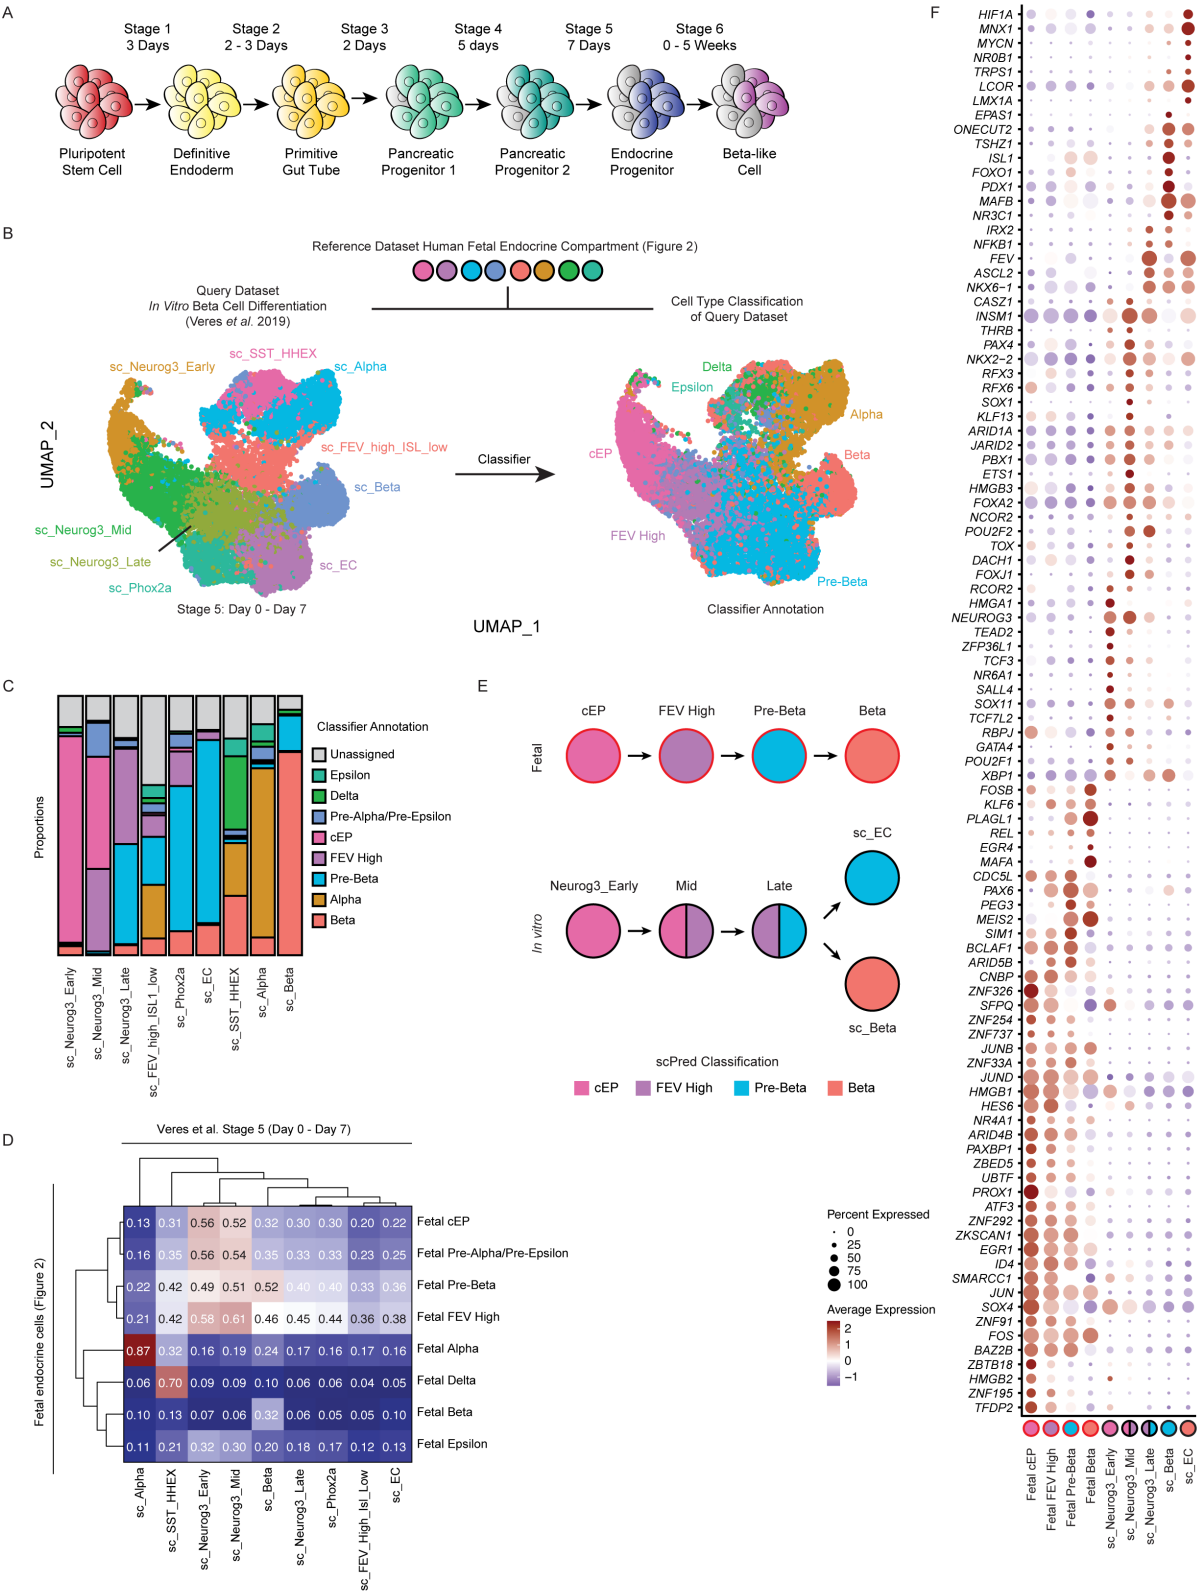 A
Stage 1
3 Days
Stage 2
2 - 3 Days
Stage 3
2 Days
Stage 4
5 days
Stage 5
7 Days
Stage 6
0 - 5 Weeks
Pluripotent
Stem Cell
Definitive
Endoderm
Primitive
Gut Tube
Pancreatic
Progenitor 1
Pancreatic
Progenitor 2
Endocrine
Progenitor
Beta-like
Cell
B
Reference Dataset Human Fetal Endocrine Compartment (Figure 2)
Query Dataset
In Vitro Beta Cell Differentiation
(Veres et al. 2019)
Cell Type Classification
of Query Dataset
sc_Neurog3_Early
sc_SST_HHEX
sc_Alpha
sc_FEV_high_ISL_low
sc_Beta
sc_Neurog3_Mid
sc_Neurog3_Late
sc_Phox2a
sc_EC
Stage 5: Day 0 - Day 7
Classifier
Delta
Epsilon
Alpha
cEP
Beta
FEV High
Pre-Beta
Classifier Annotation
UMAP_2
UMAP_1
C
Proportions
sc_Neurog3_Early
sc_Neurog3_Mid
sc_Neurog3_Late
sc_FEV_high_ISL1_low
sc_Phox2a
sc_EC
sc_SST_HHEX
sc_Alpha
sc_Beta
Classifier Annotation
Unassigned
Epsilon
Delta
Pre-Alpha/Pre-Epsilon
cEP
FEV High
Pre-Beta
Alpha
Beta
D
Veres et al. Stage 5 (Day 0 - Day 7)
Fetal endocrine cells (Figure 2)
0.13 0.31 0.56 0.52 0.32 0.30 0.30 0.20 0.22 Fetal cEP
0.16 0.35 0.56 0.54 0.35 0.33 0.33 0.23 0.25 Fetal Pre-Alpha/Pre-Epsilon
0.22 0.42 0.49 0.51 0.52 0.40 0.40 0.33 0.36 Fetal Pre-Beta
0.21 0.42 0.58 0.61 0.46 0.45 0.44 0.36 0.38 Fetal FEV High
0.87 0.32 0.16 0.19 0.24 0.17 0.16 0.17 0.16 Fetal Alpha
0.06 0.70 0.09 0.09 0.10 0.06 0.06 0.04 0.05 Fetal Delta
0.10 0.13 0.07 0.06 0.32 0.06 0.05 0.05 0.10 Fetal Beta
0.11 0.21 0.32 0.30 0.20 0.18 0.17 0.12 0.13 Fetal Epsilon
sc_Alpha
sc_SST_HHEX
sc_Neurog3_Early
sc_Neurog3_Mid
sc_Beta
sc_Neurog3_Late
sc_Phox2a
sc_FEV_High_Isl_Low
sc_EC
E
Fetal
cEP
FEV High
Pre-Beta
Beta
In vitro
Neurog3_Early
Mid
Late
sc_EC
sc_Beta
scPred Classification
cEP
FEV High
Pre-Beta
Beta
F
HIF1A
MNX1
MYCN
NR0B1
TRPS1
LCOR
LMX1A
EPAS1
ONECUT2
TSHZ1
ISL1
FOXO1
PDX1
MAFB
NR3C1
IRX2
NFKB1
FEV
ASCL2
NKX6-1
CASZ1
INSM1
THRB
PAX4
NKX2-2
RFX3
RFX6
SOX1
KLF13
ARID1A
JARID2
PBX1
ETS1
HMGB3
FOXA2
NCOR2
POU2F2
TOX
DACH1
FOXJ1
RCOR2
HMGA1
NEUROG3
TEAD2
ZFP36L1
TCF3
NR6A1
SALL4
SOX11
TCF7L2
RBPJ
GATA4
POU2F1
XBP1
FOSB
KLF6
PLAGL1
REL
EGR4
MAFA
CDC5L
PAX6
PEG3
MEIS2
SIM1
BCLAF1
ARID5B
CNBP
ZNF326
SFPQ
ZNF254
ZNF737
JUNB
ZNF33A
JUND
HMGB1
HES6
NR4A1
ARID4B
PAXBP1
ZBED5
UBTF
PROX1
ATF3
ZNF292
ZKSCAN1
EGR1
ID4
SMARCC1
JUN
SOX4
ZNF91
FOS
BAZ2B
ZBTB18
HMGB2
ZNF195
TFDP2
Percent Expressed
0
25
50
75
100
Average Expression
2
1
0
−1
Fetal cEP
Fetal FEV High
Fetal Pre-Beta
Fetal Beta
sc_Neurog3_Early
sc_Neurog3_Mid
sc_Neurog3_Late
sc_Beta
sc_EC